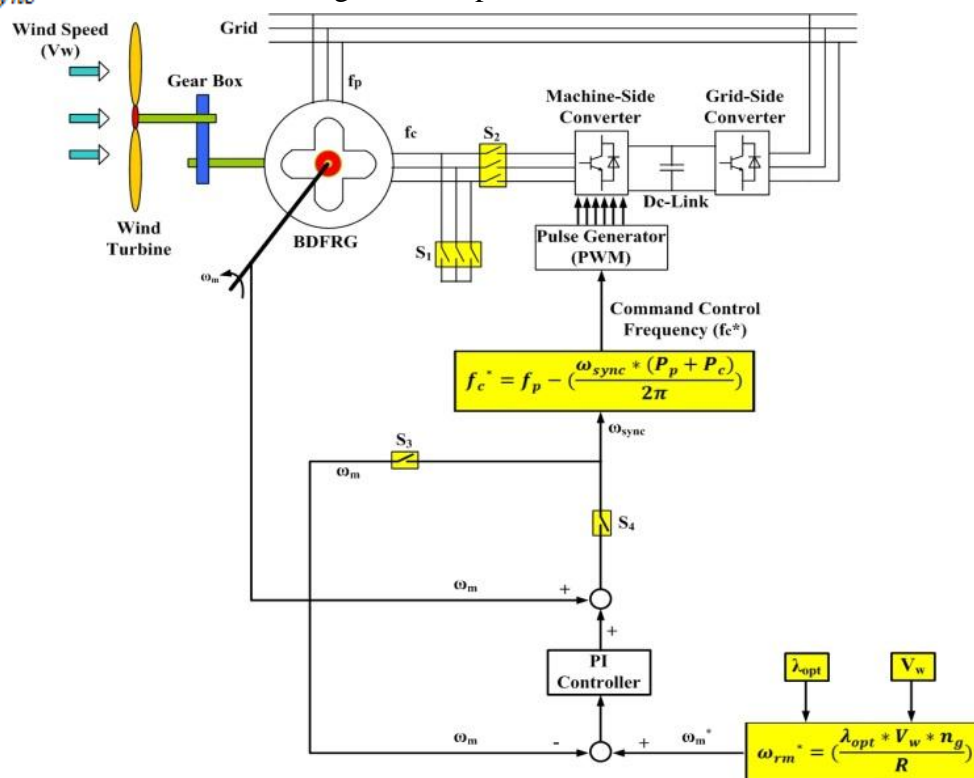 Wind Speed
(Vw)
Grid
Gear Box
fp
fc
S2
Machine-Side
Converter
Grid-Side
Converter
Dc-Link
Wind
Turbine
BDFRG
S1
Pulse Generator
(PWM)
ωm
Command Control
Frequency (fc*)
fc* = fp − (ωsync * (Pp + Pc) / 2π)
ωsync
S3
ωm
S4
ωm
+
+
PI
Controller
λopt
Vw
ωm
-
+
ωm*
ωrm* = (λopt * Vw * ng / R)